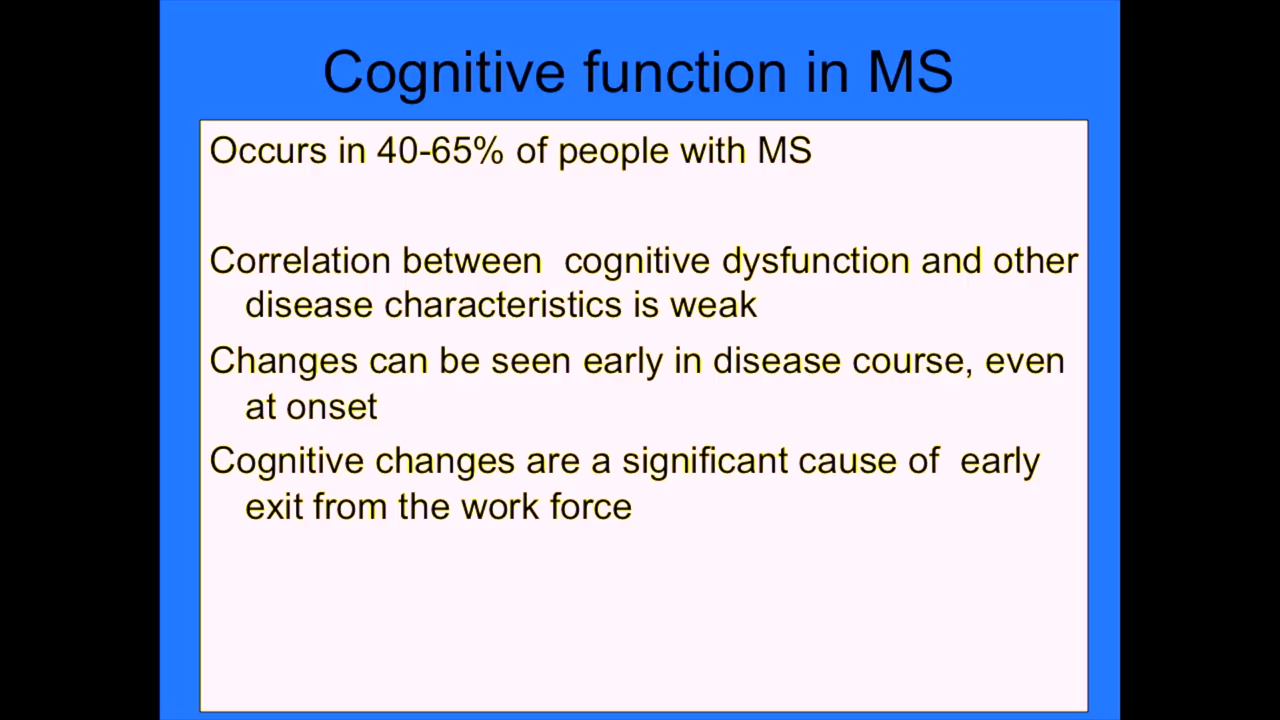 Cognitive function in MS
Occurs in 40-65% of people with MS
Correlation between  cognitive dysfunction and other
disease characteristics is weak
Changes can be seen early in disease course, even
at onset
Cognitive changes are a significant cause of  early
exit from the work force